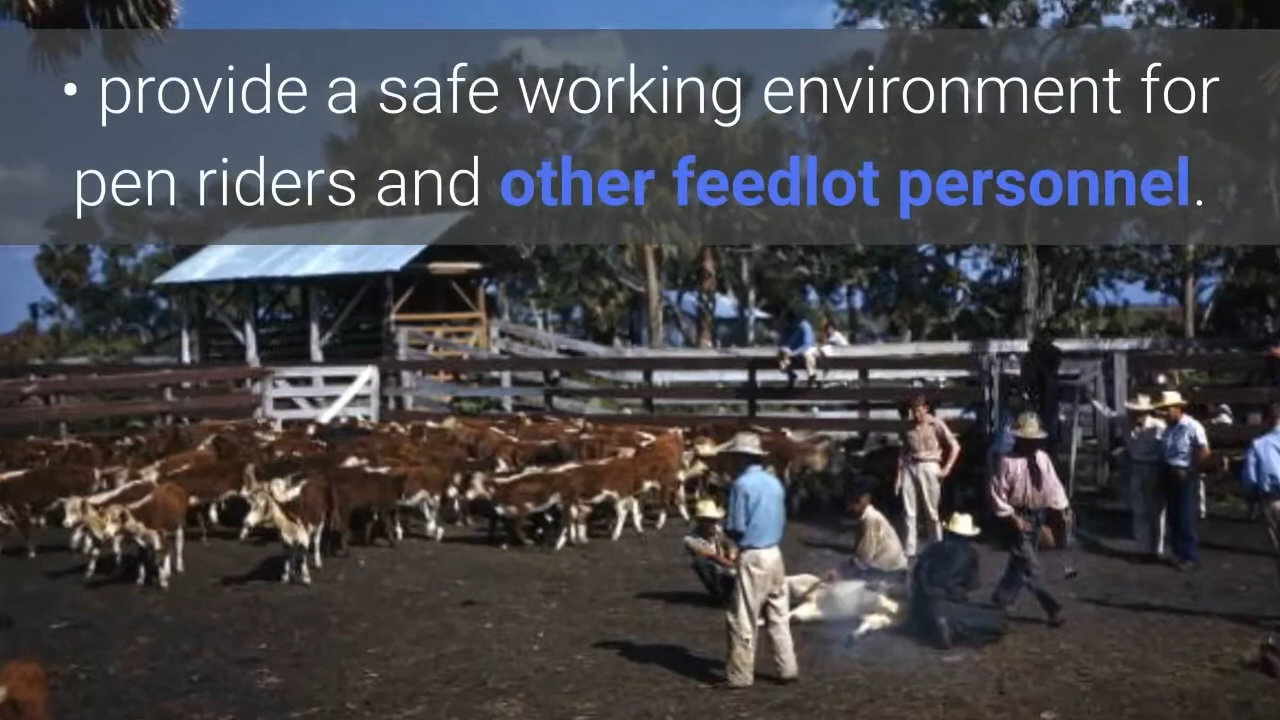 • provide a safe working environment for
pen riders and other feedlot personnel.